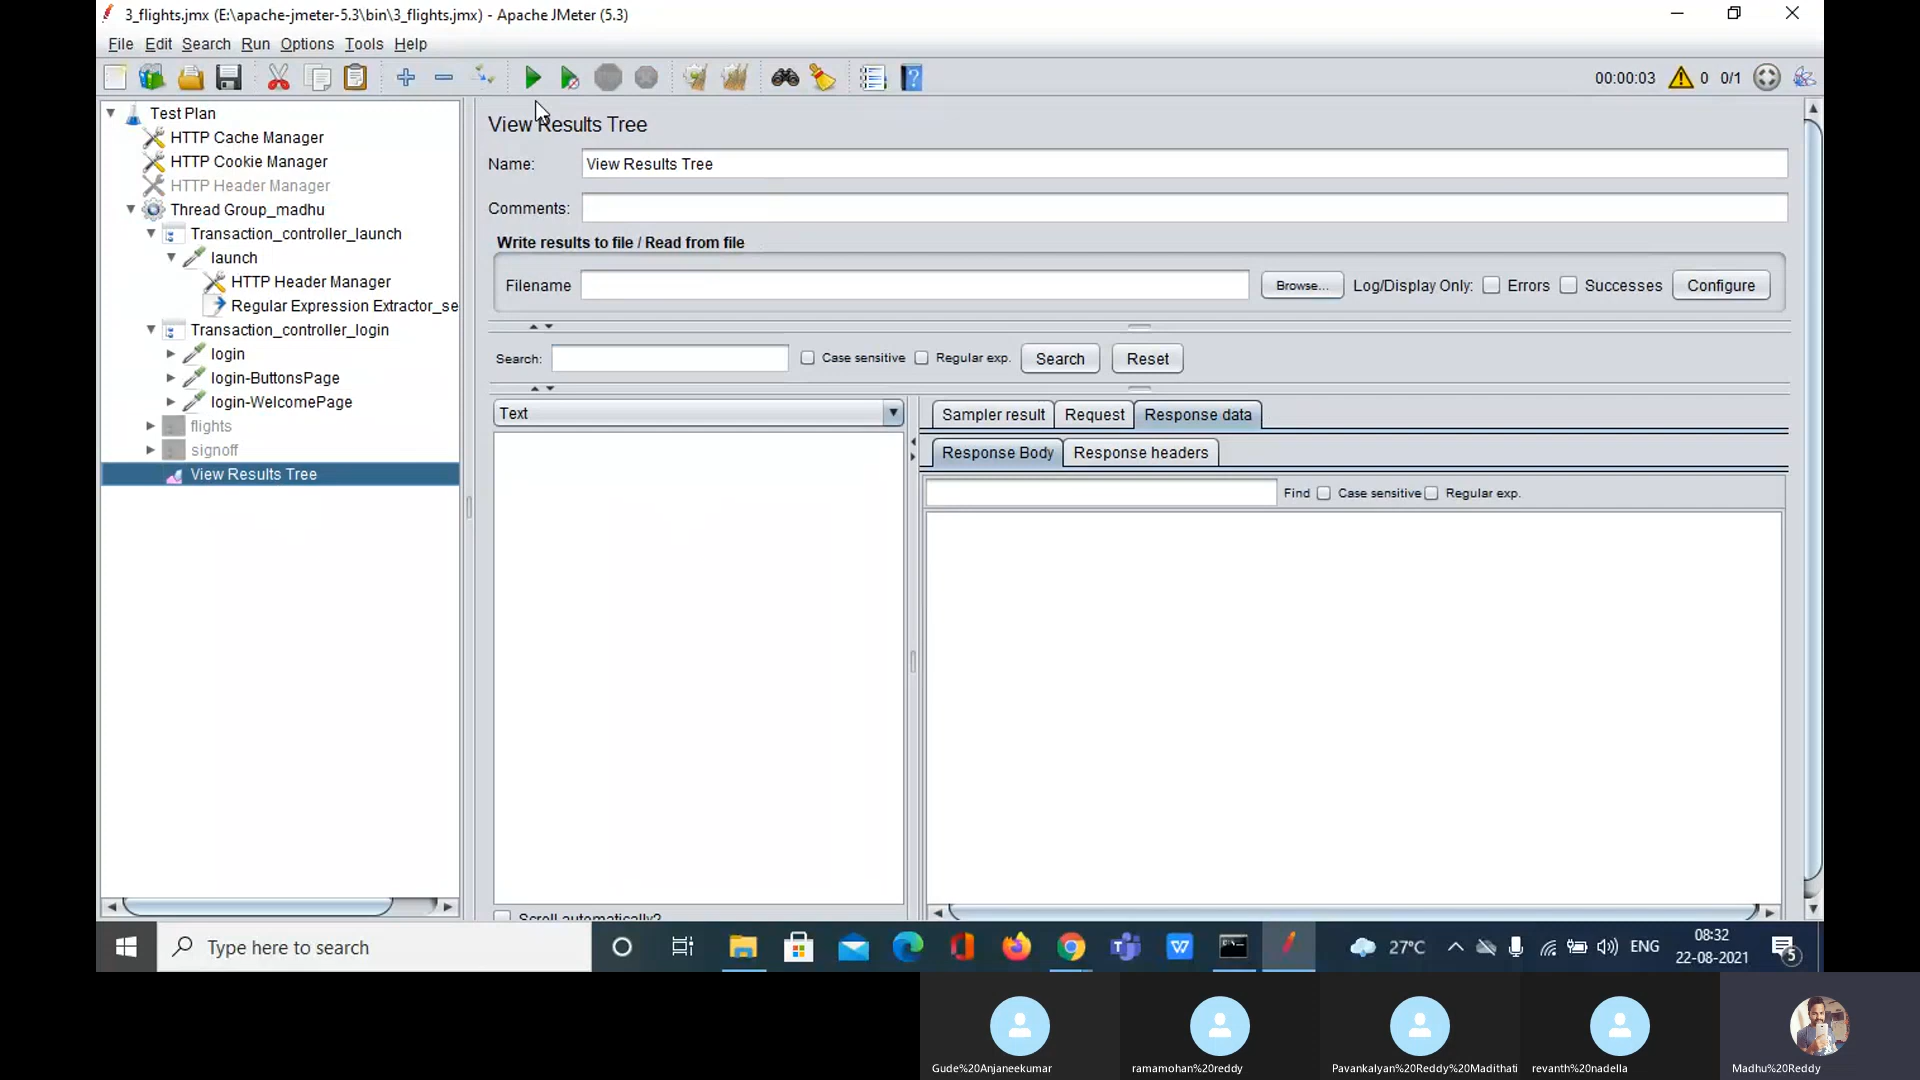 3_flights.jmx (E:\apache-jmeter-5.3\bin\3_flights.jmx) - Apache JMeter (5.3)
File Edit Search Run Options Tools Help
00:00:03 0 0/1
Test Plan
HTTP Cache Manager
HTTP Cookie Manager
HTTP Header Manager
Thread Group_madhu
Transaction_controller_launch
launch
HTTP Header Manager
Regular Expression Extractor_se
Transaction_controller_login
login
login-ButtonsPage
login-WelcomePage
flights
signoff
View Results Tree
View Results Tree
Name: View Results Tree
Comments:
Write results to file / Read from file
Filename Browse... Log/Display Only: Errors Successes Configure
Search: Case sensitive Regular exp. Search Reset
Text
Sampler result Request Response data
Response Body Response headers
Find Case sensitive Regular exp.
Scroll automatically?
Type here to search
27°C ENG
08:32
22-08-2021
5
Gude%20Anjaneekumar
ramamohan%20reddy
Pavankalyan%20Reddy%20Madithati
revanth%20nadella
Madhu%20Reddy